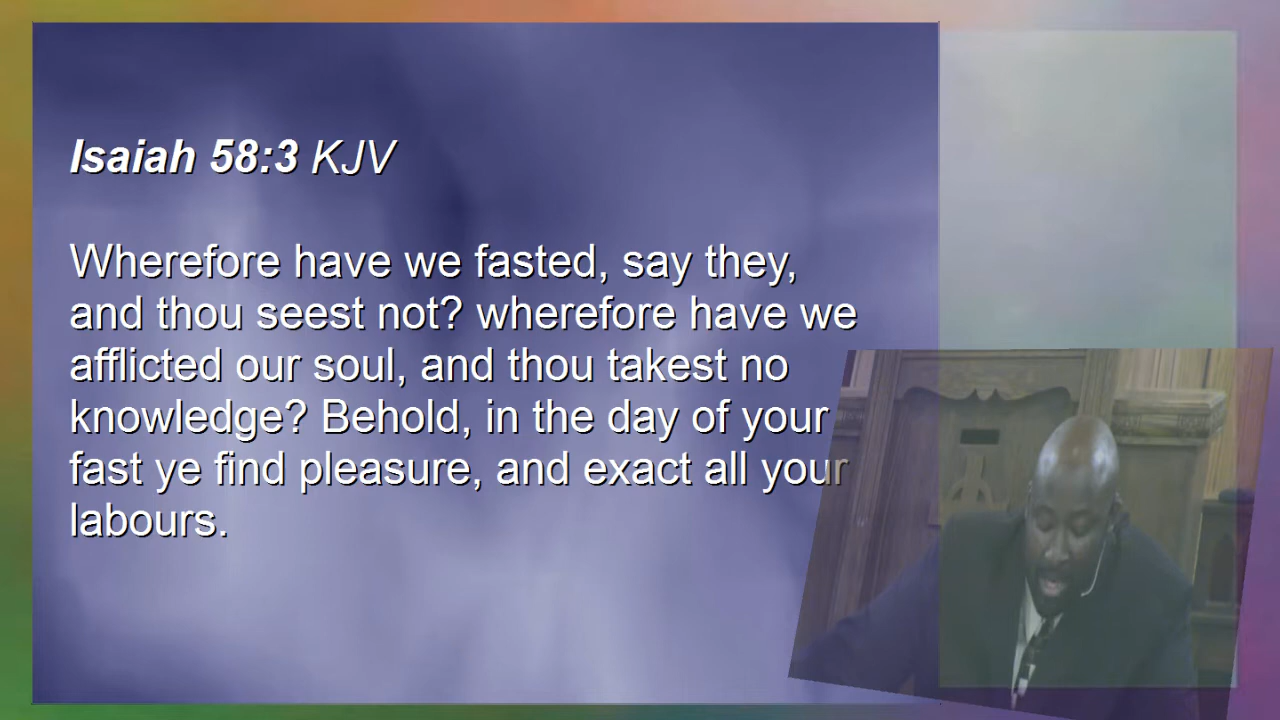 Isaiah 58:3 KJV
Wherefore have we fasted, say they,
and thou seest not? wherefore have we
afflicted our soul, and thou takest no
knowledge? Behold, in the day of your
fast ye find pleasure, and exact all your
labours.